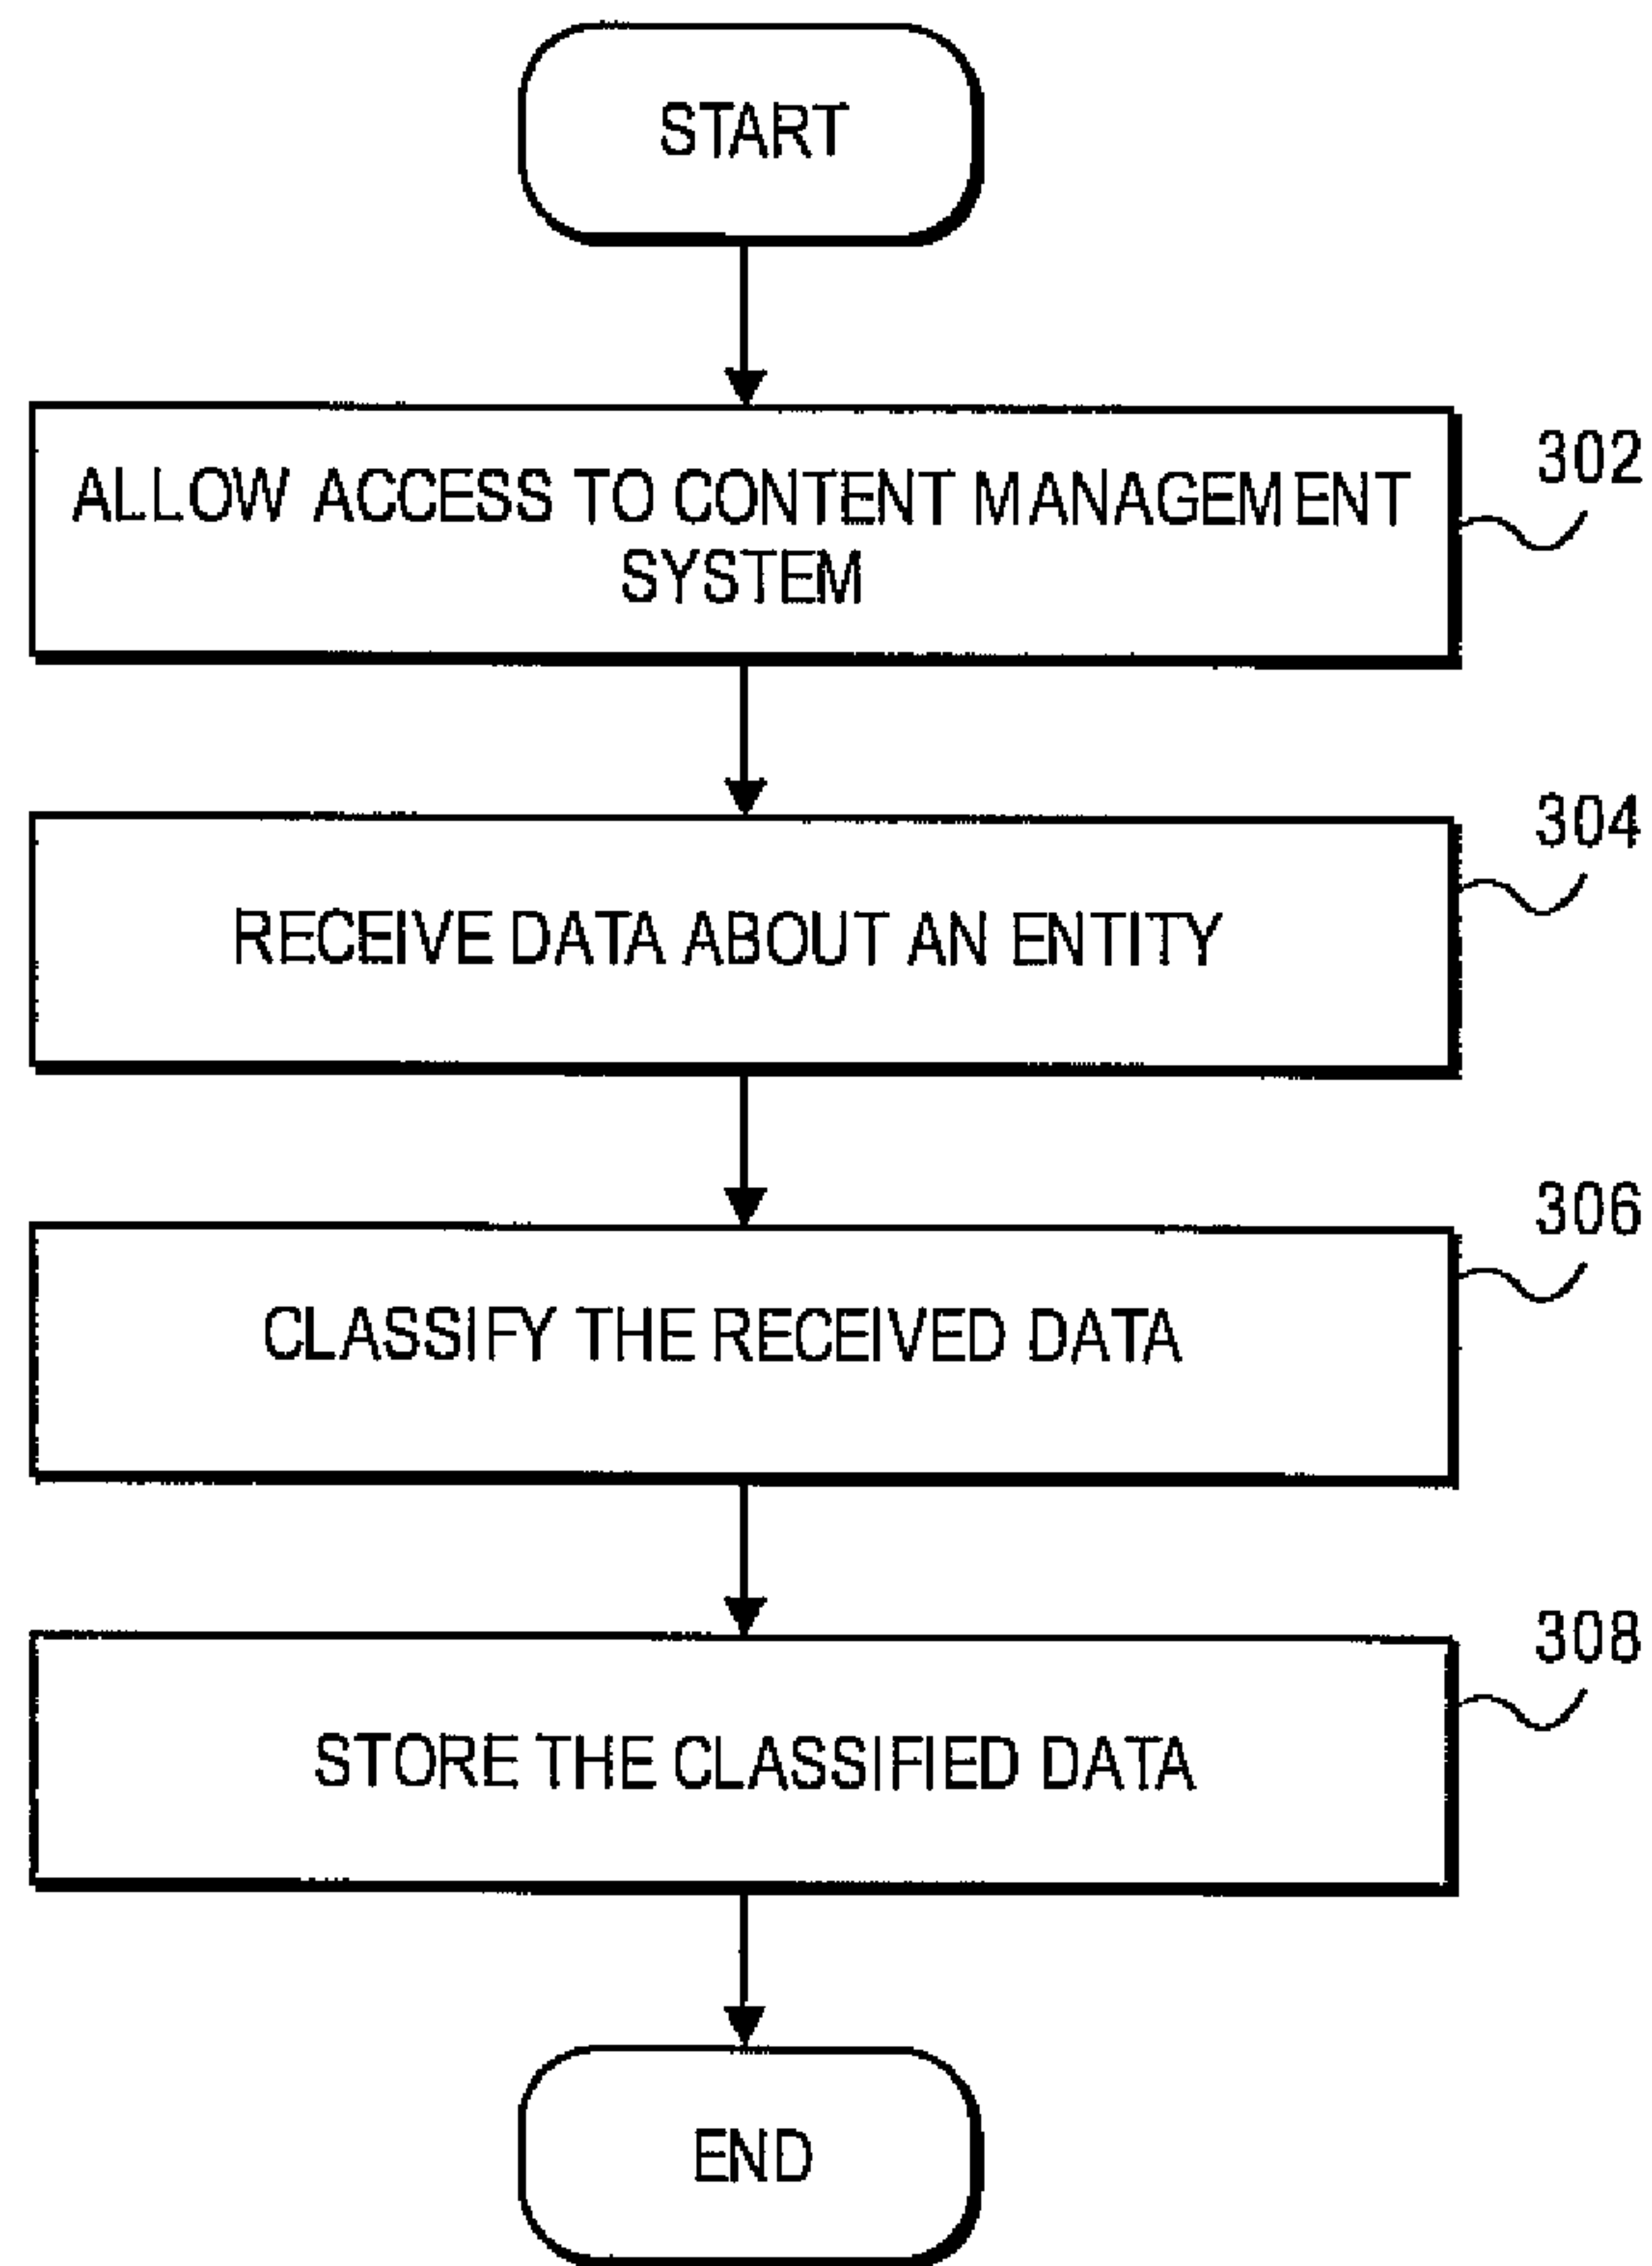 START
ALLOW ACCESS TO CONTENT MANAGEMENT
SYSTEM
302
RECEIVE DATA ABOUT AN ENTITY
304
CLASSIFY THE RECEIVED DATA
306
STORE THE CLASSIFIED DATA
308
END